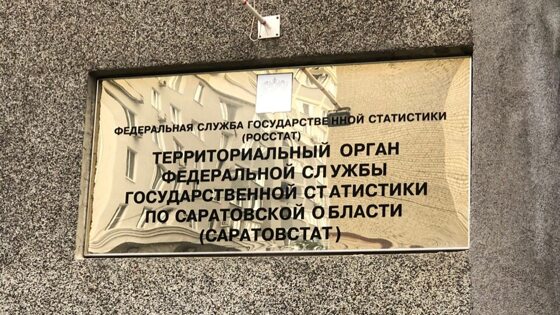 ФЕДЕРАЛЬНАЯ СЛУЖБА ГОСУДАРСТВЕННОЙ СТАТИСТИКИ
(РОССТАТ)
ТЕРРИТОРИАЛЬНЫЙ ОРГАН
ФЕДЕРАЛЬНОЙ СЛУЖБЫ
ГОСУДАРСТВЕННОЙ СТАТИСТИКИ
ПО САРАТОВСКОЙ ОБЛАСТИ
(САРАТОВСТАТ)